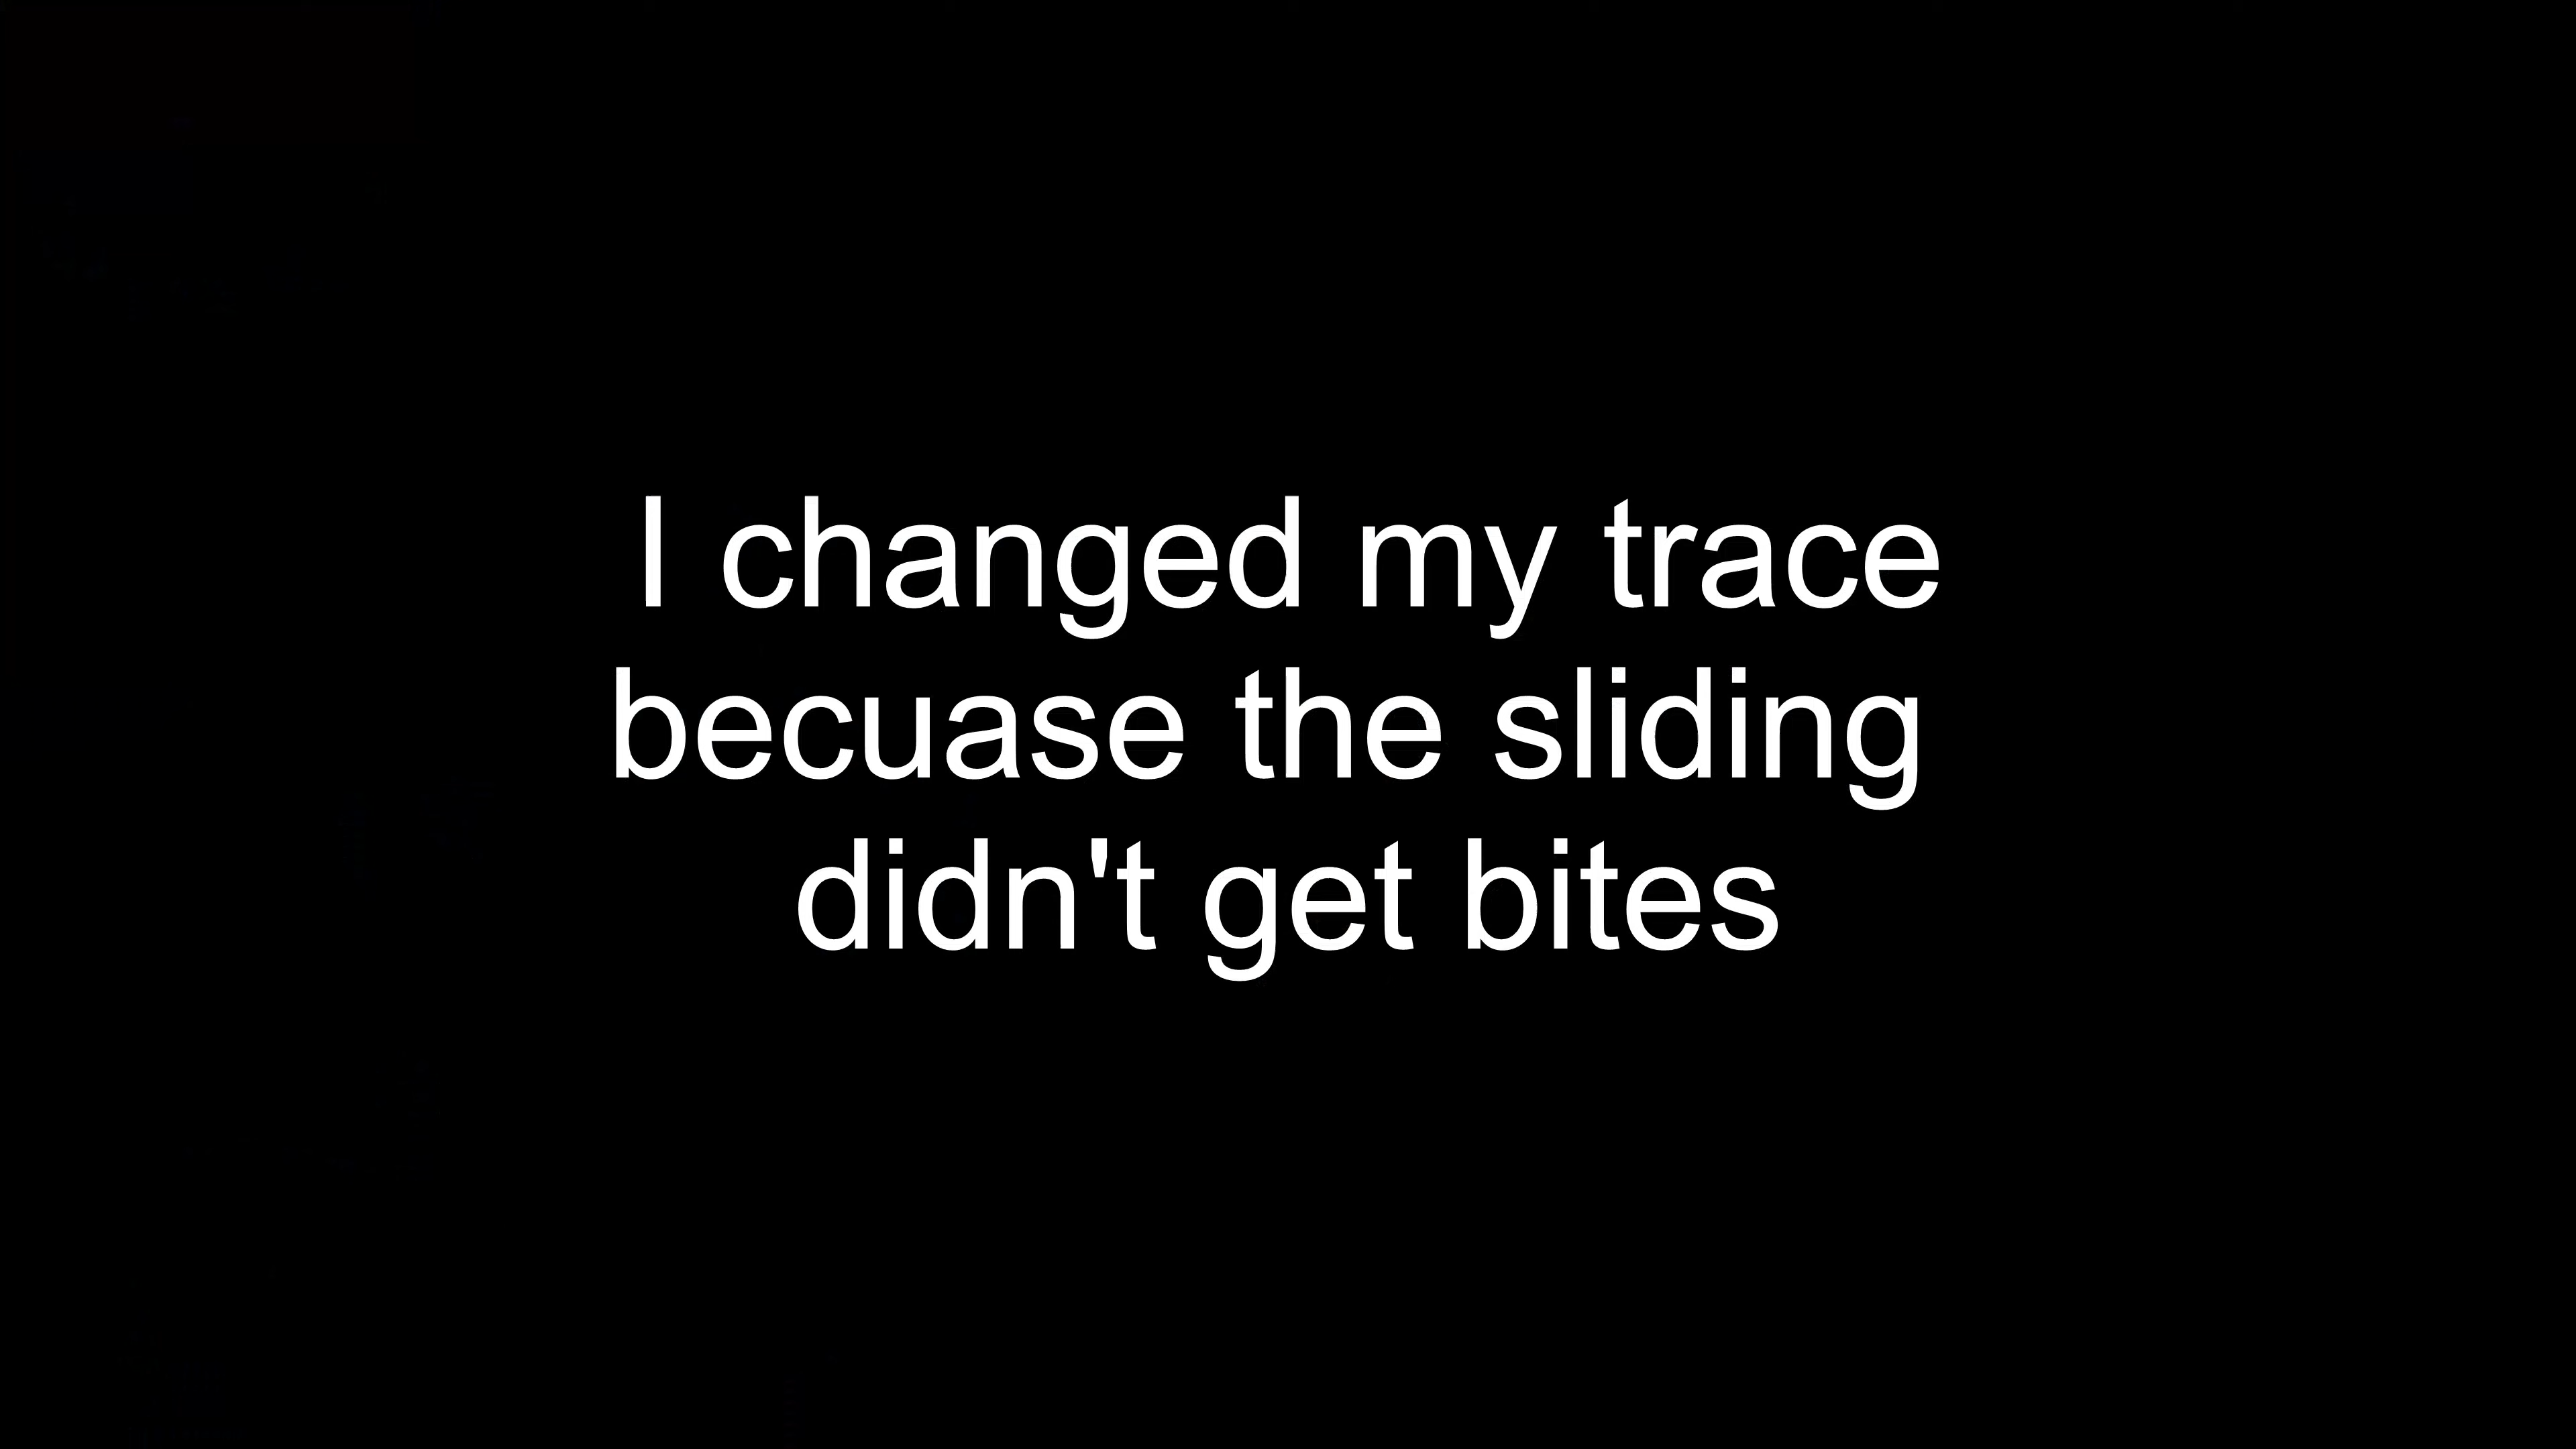 I changed my trace
becuase the sliding
didn't get bites